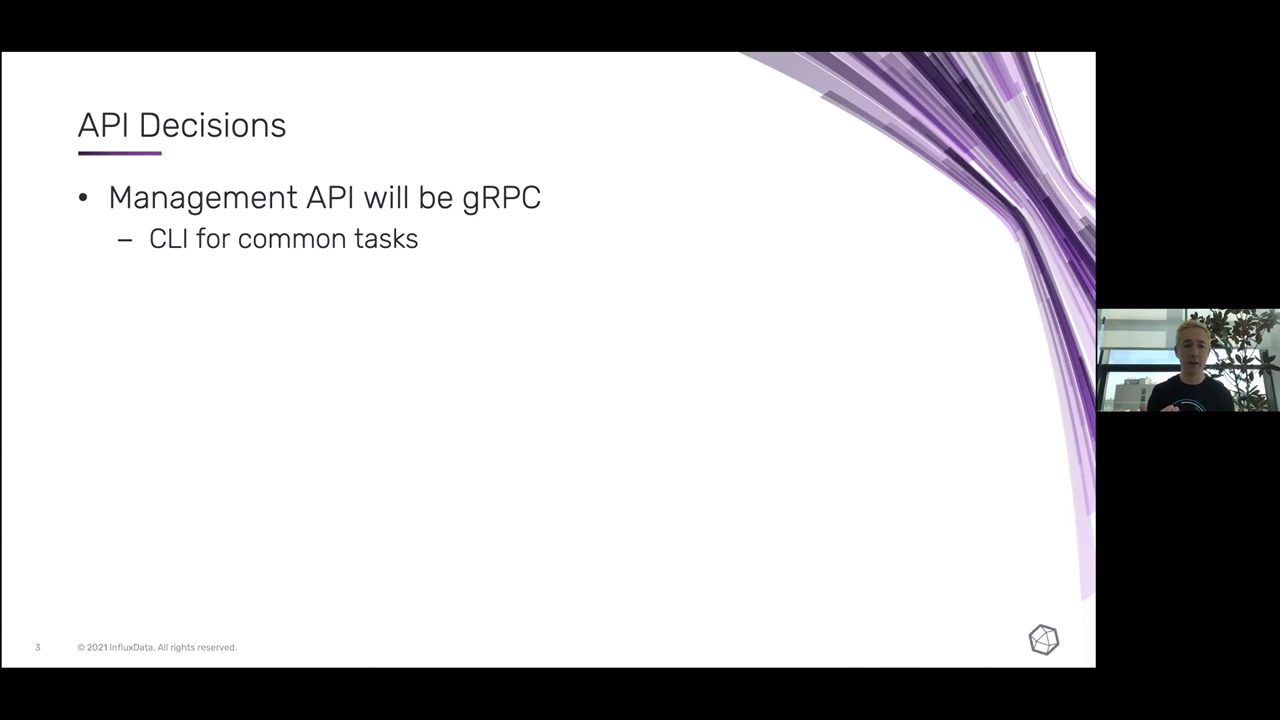 API Decisions
• Management API will be gRPC
– CLI for common tasks
3
© 2021 InfluxData. All rights reserved.